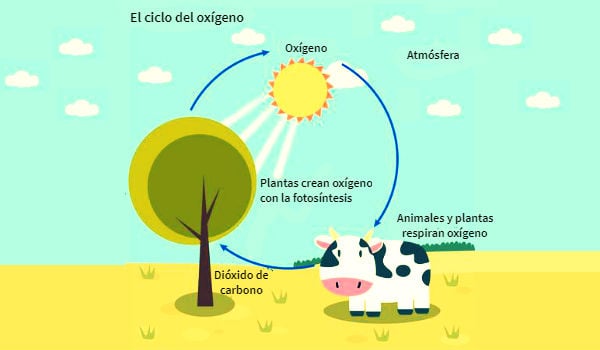 El ciclo del oxígeno
Oxígeno
Atmósfera
Plantas crean oxígeno
con la fotosíntesis
Animales y plantas
respiran oxígeno
Dióxido de
carbono